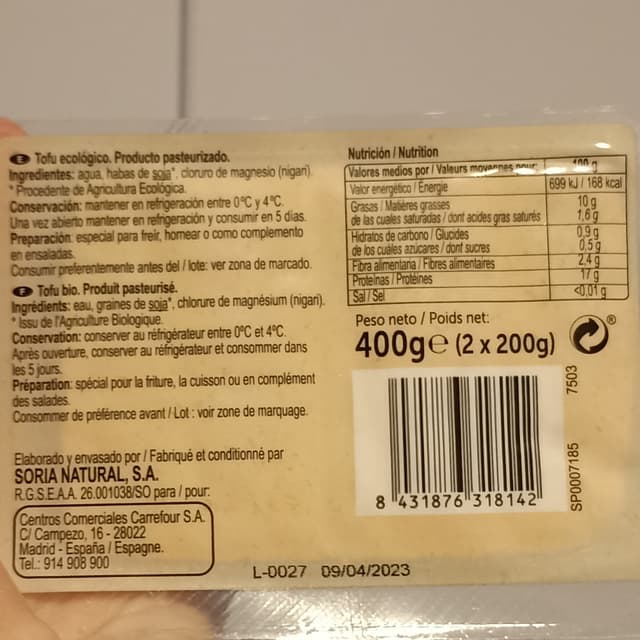 E Tofu ecológico. Producto pasteurizado.
Ingredientes: agua, habas de soja*, cloruro de magnesio (nigari).
* Procedente de Agricultura Ecológica.
Conservación: mantener en refrigeración entre 0°C y 4°C.
Una vez abierto mantener en refrigeración y consumir en 5 días.
Preparación: especial para freír, hornear o como complemento
en ensaladas.
Consumir preferentemente antes del / lote: ver zona de marcado.
F Tofu bio. Produit pasteurisé.
Ingrédients: eau, graines de soja*, chlorure de magnésium (nigari).
* Issu de l'Agriculture Biologique.
Conservation: conserver au réfrigérateur entre 0°C et 4°C.
Après ouverture, conserver au réfrigérateur et consommer dans
les 5 jours.
Préparation: spécial pour la friture, la cuisson ou en complément
des salades.
Consommer de préférence avant / Lot : voir zone de marquage.
Elaborado y envasado por / Fabriqué et conditionné par
SORIA NATURAL, S.A.
R.G.S.E.A.A. 26.001038/SO para / pour:
Centros Comerciales Carrefour S.A.
C/ Campezo, 16 - 28022
Madrid - España / Espagne.
Tel.: 914 908 900
Nutrición / Nutrition
Valores medios por / Valeurs moyennes pour: 100 g
Valor energético / Energie 699 kJ / 168 kcal
Grasas / Matières grasses 10 g
de las cuales saturadas / dont acides gras saturés 1,6 g
Hidratos de carbono / Glucides 0,9 g
de los cuales azúcares / dont sucres 0,5 g
Fibra alimentaria / Fibres alimentaires 2,4 g
Proteínas / Protéines 17 g
Sal / Sel <0,01 g
Peso neto / Poids net:
400g e (2 x 200g)
®
7503
SP0007185
8 431876 318142
L-0027 09/04/2023